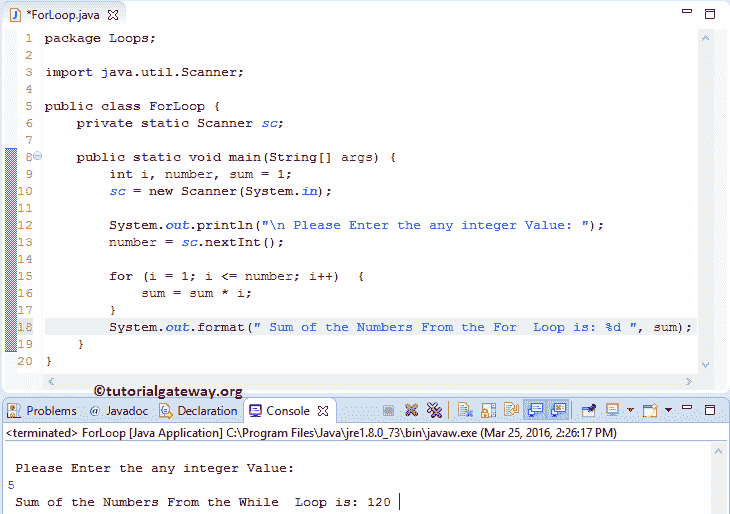 *ForLoop.java
1 package Loops;
2
3 import java.util.Scanner;
4
5 public class ForLoop {
6 private static Scanner sc;
7
8 public static void main(String[] args) {
9 int i, number, sum = 1;
10 sc = new Scanner(System.in);
11
12 System.out.println("\n Please Enter the any integer Value: ");
13 number = sc.nextInt();
14
15 for (i = 1; i <= number; i++)  {
16 sum = sum * i;
17 }
18 System.out.format(" Sum of the Numbers From the For  Loop is: %d ", sum);
19 }
20 }
©tutorialgateway.org
Problems @ Javadoc Declaration Console
<terminated> ForLoop [Java Application] C:\Program Files\Java\jre1.8.0_73\bin\javaw.exe (Mar 25, 2016, 2:26:17 PM)
Please Enter the any integer Value:
5
Sum of the Numbers From the While  Loop is: 120